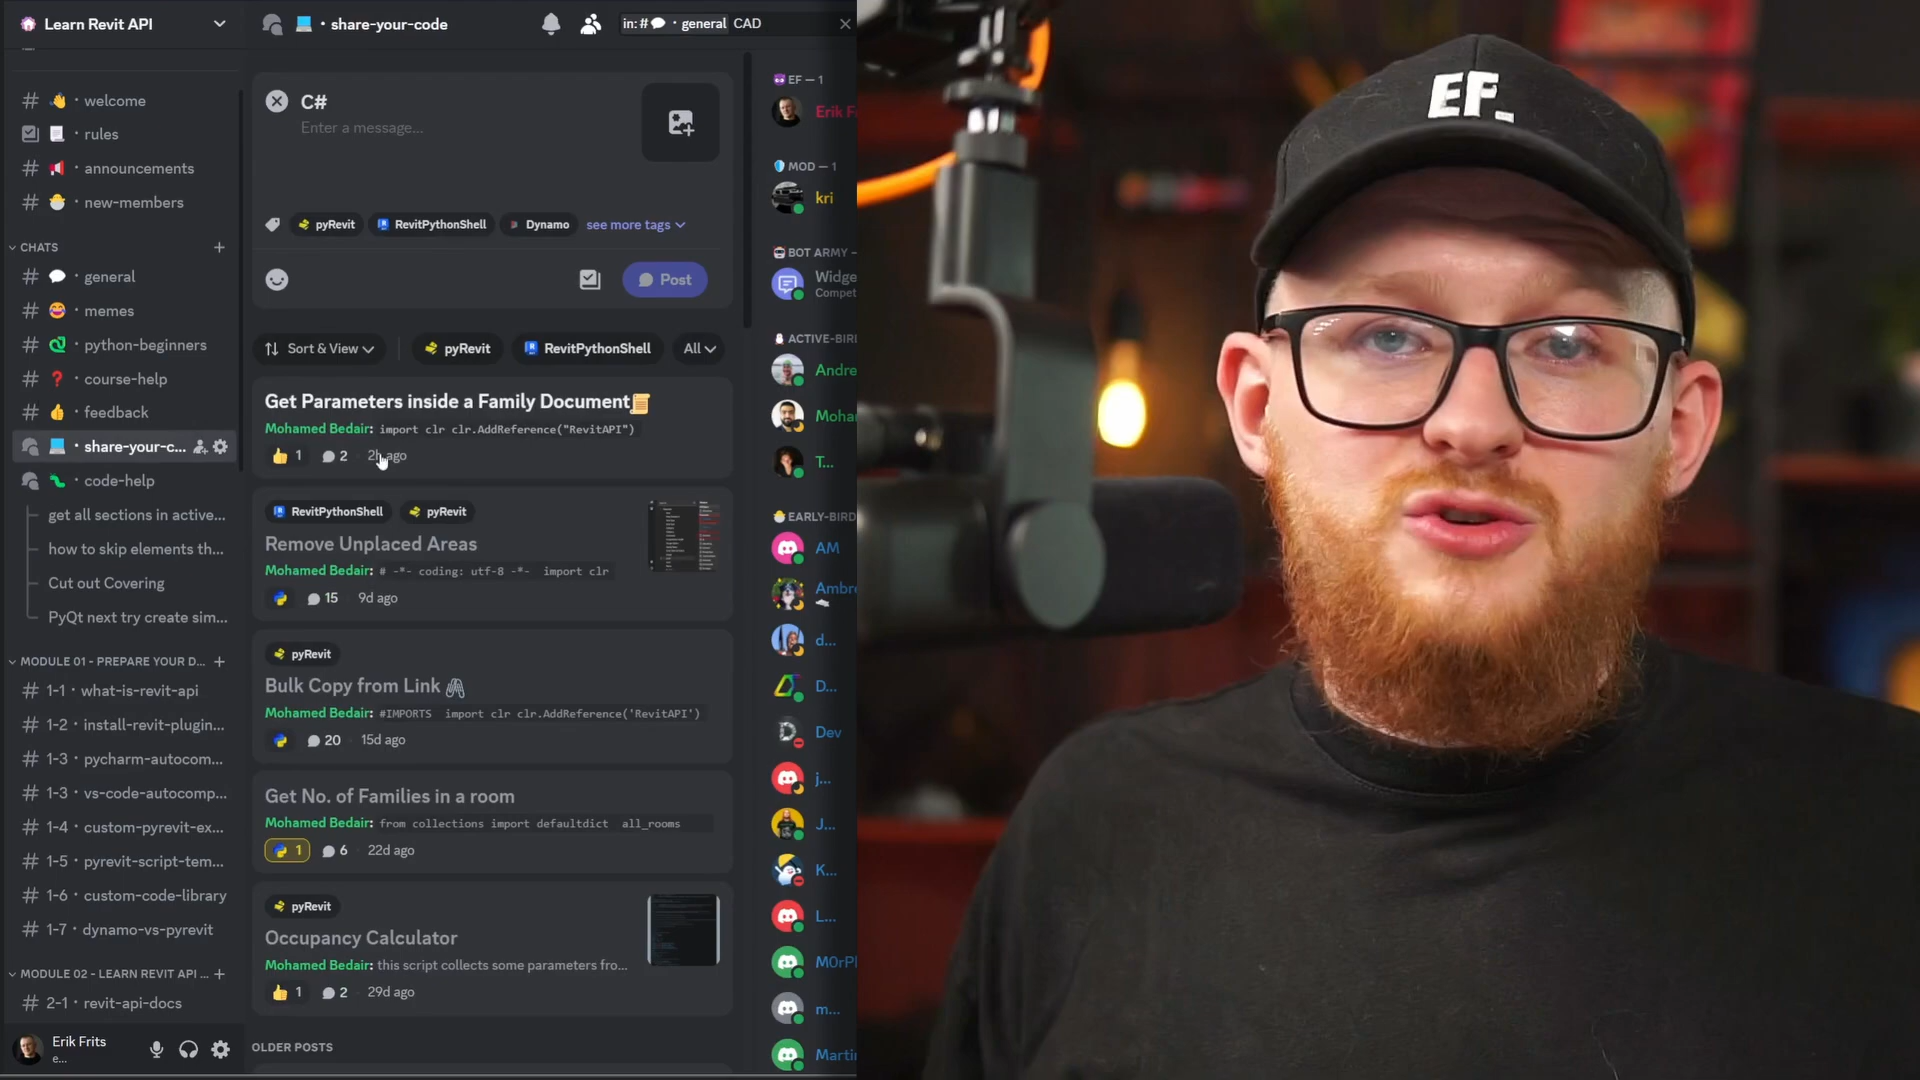 Learn Revit API
welcome
rules
announcements
new-members
CHATS
general
memes
python-beginners
course-help
feedback
share-your-c...
code-help
get all sections in active...
how to skip elements th...
Cut out Covering
PyQt next try create sim...
MODULE 01 - PREPARE YOUR D...
1-1 · what-is-revit-api
1-2 · install-revit-plugin...
1-3 · pycharm-autocom...
1-3 · vs-code-autocomp...
1-4 · custom-pyrevit-ex...
1-5 · pyrevit-script-tem...
1-6 · custom-code-library
1-7 · dynamo-vs-pyrevit
MODULE 02 - LEARN REVIT API ...
2-1 · revit-api-docs
Erik Frits
e...
· share-your-code
in:# · general CAD
C#
Enter a message...
pyRevit RevitPythonShell Dynamo see more tags
Post
Sort & View pyRevit RevitPythonShell All
Get Parameters inside a Family Document
Mohamed Bedair: import clr clr.AddReference("RevitAPI")
1 2 · 2h ago
RevitPythonShell pyRevit
Remove Unplaced Areas
Mohamed Bedair: # -*- coding: utf-8 -*- import clr
15 · 9d ago
pyRevit
Bulk Copy from Link
Mohamed Bedair: #IMPORTS import clr clr.AddReference('RevitAPI')
20 · 15d ago
Get No. of Families in a room
Mohamed Bedair: from collections import defaultdict all_rooms
1 6 · 22d ago
pyRevit
Occupancy Calculator
Mohamed Bedair: this script collects some parameters fro...
1 2 · 29d ago
OLDER POSTS
EF — 1
Erik F
MOD — 1
kri
BOT ARMY —
Widge
Compet
ACTIVE-BIR
Andre
Mohar
T...
EARLY-BIRD
AM
Ambre
d...
D...
Dev
j...
J...
K...
L...
M0rP
m...
Martin
EF.